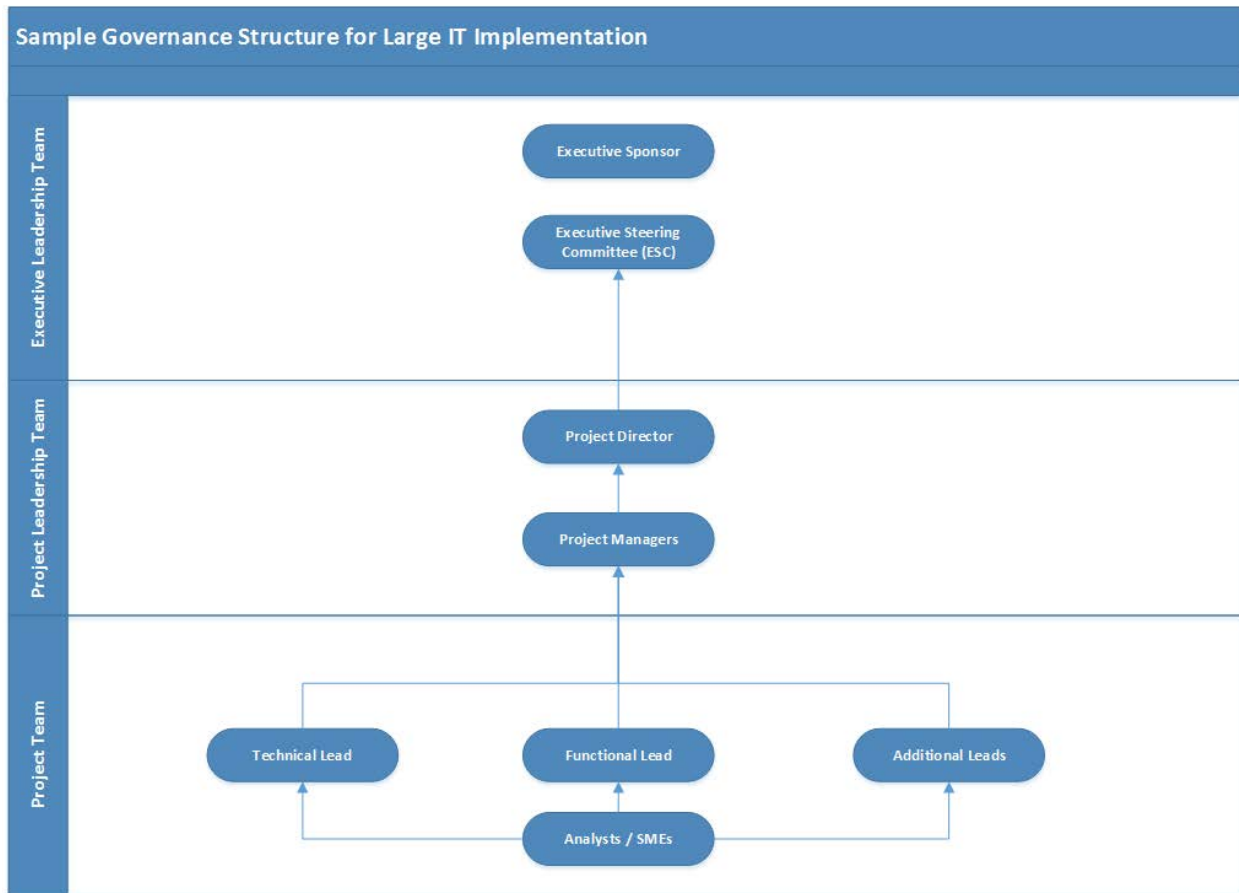 Sample Governance Structure for Large IT Implementation
Executive Leadership Team
Executive Sponsor
Executive Steering
Committee (ESC)
Project Leadership Team
Project Director
Project Managers
Project Team
Technical Lead
Functional Lead
Additional Leads
Analysts / SMEs